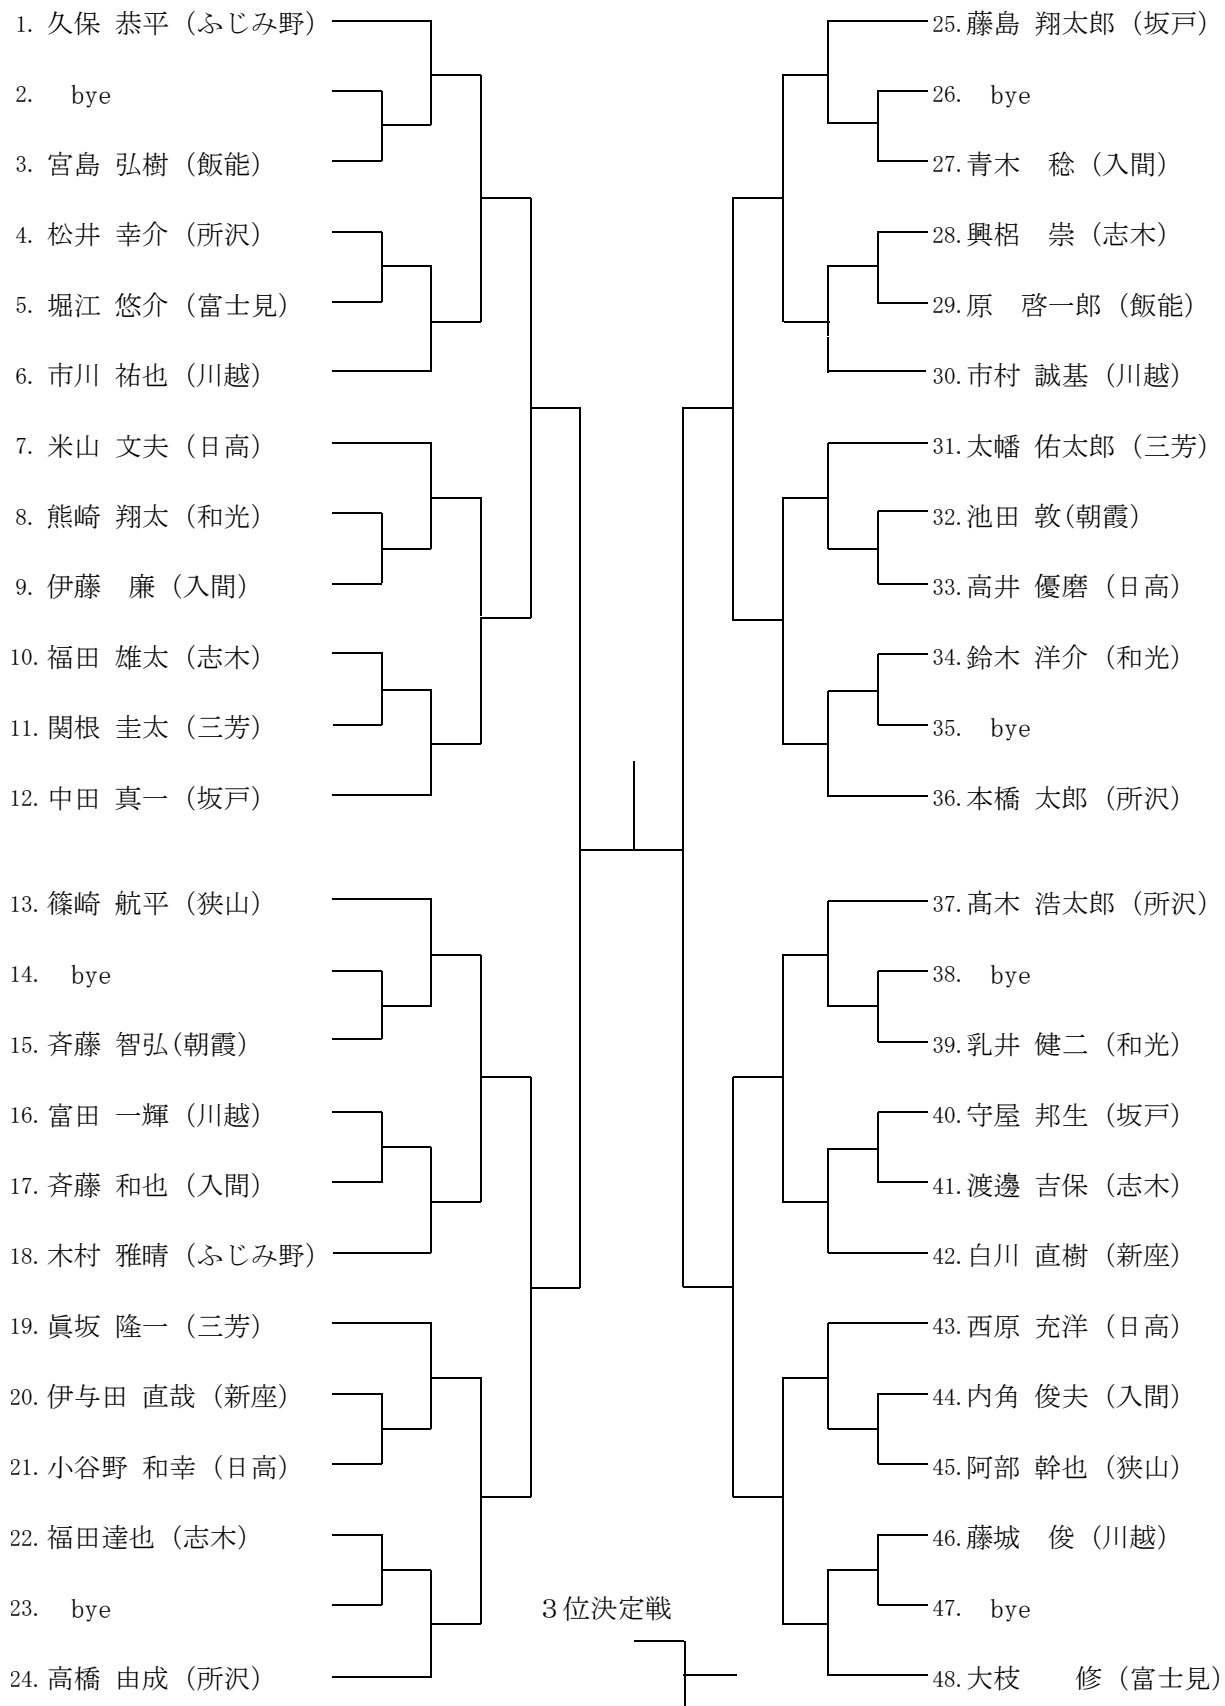 1. 久保 恭平（ふじみ野）
2. bye
3. 宮島 弘樹（飯能）
4. 松井 幸介（所沢）
5. 堀江 悠介（富士見）
6. 市川 祐也（川越）
7. 米山 文夫（日高）
8. 熊崎 翔太（和光）
9. 伊藤　廉（入間）
10. 福田 雄太（志木）
11. 関根 圭太（三芳）
12. 中田 真一（坂戸）
13. 篠崎 航平（狭山）
14. bye
15. 斉藤 智弘(朝霞）
16. 富田 一輝（川越）
17. 斉藤 和也（入間）
18. 木村 雅晴（ふじみ野）
19. 眞坂 隆一（三芳）
20. 伊与田 直哉（新座）
21. 小谷野 和幸（日高）
22. 福田達也（志木）
23. bye
24. 高橋 由成（所沢）
３位決定戦
25. 藤島 翔太郎（坂戸）
26. bye
27. 青木　稔（入間）
28. 興梠　崇（志木）
29. 原　啓一郎（飯能）
30. 市村 誠基（川越）
31. 太幡 佑太郎（三芳）
32. 池田 敦(朝霞）
33. 高井 優磨（日高）
34. 鈴木 洋介（和光）
35. bye
36. 本橋 太郎（所沢）
37. 髙木 浩太郎（所沢）
38. bye
39. 乳井 健二（和光）
40. 守屋 邦生（坂戸）
41. 渡邊 吉保（志木）
42. 白川 直樹（新座）
43. 西原 充洋（日高）
44. 内角 俊夫（入間）
45. 阿部 幹也（狭山）
46. 藤城　俊（川越）
47. bye
48. 大枝　　修（富士見）